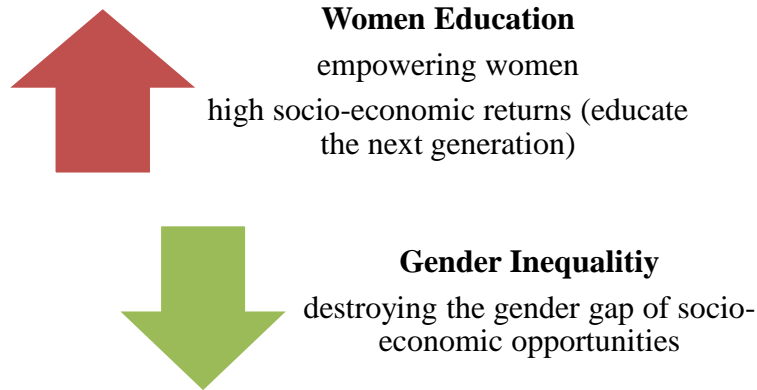 Women Education
empowering women
high socio-economic returns (educate
the next generation)
Gender Inequalitiy
destroying the gender gap of socio-
economic opportunities